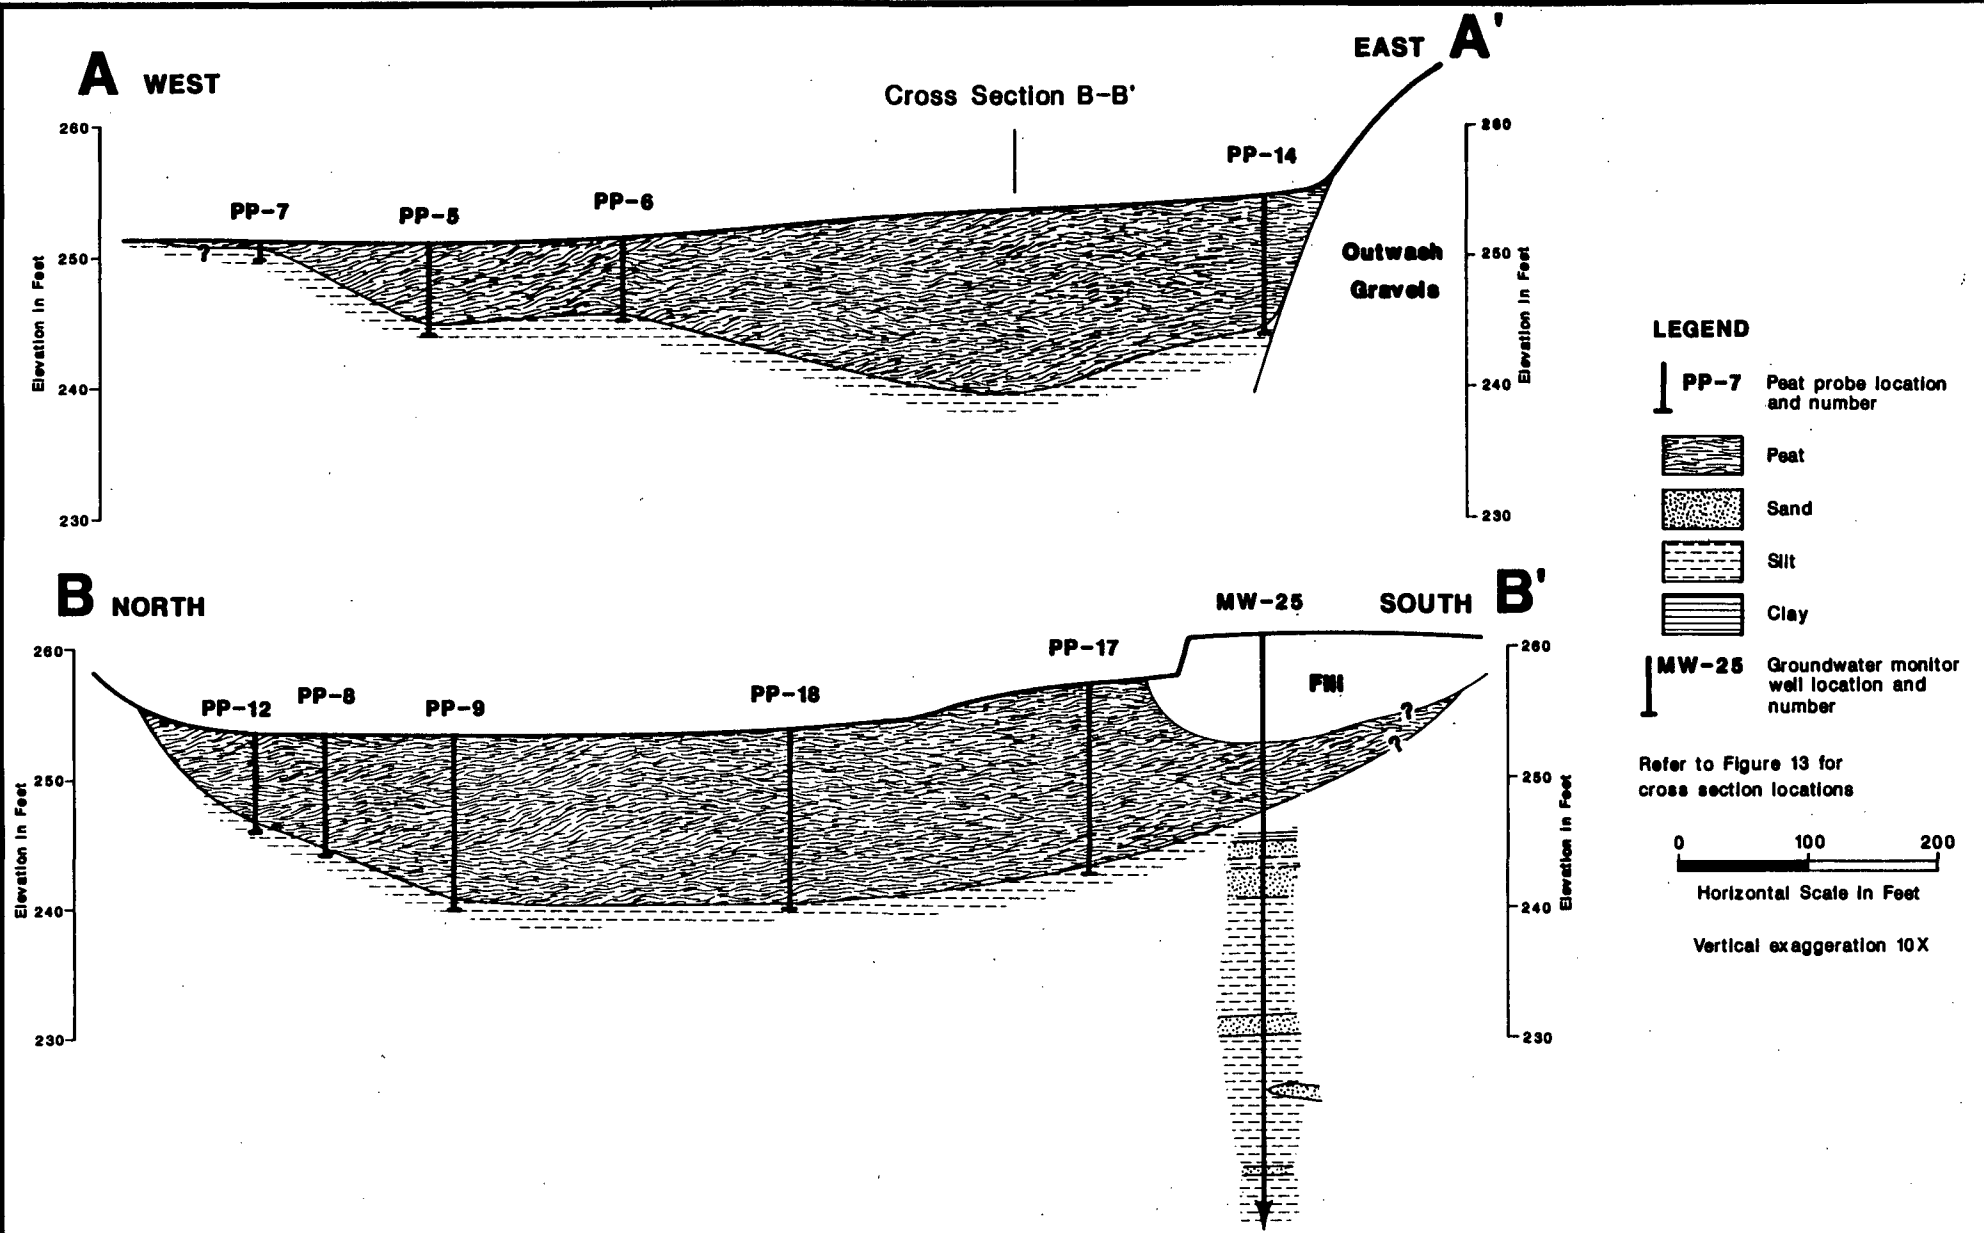 A WEST
EAST A'
Cross Section B-B'
260
260
PP-14
PP-7
PP-5
PP-6
?
250
Outwash
Gravels
250
Elevation in Feet
Elevation in Feet
240
240
230
230
LEGEND
PP-7 Peat probe location
and number
Peat
Sand
Silt
Clay
MW-25 Groundwater monitor
well location and
number
Refer to Figure 13 for
cross section locations
0 100 200
Horizontal Scale in Feet
Vertical exaggeration 10X
B NORTH
MW-25
SOUTH B'
260
260
PP-17
PP-12
PP-8
PP-9
PP-18
Fill
?
?
250
250
Elevation in Feet
Elevation in Feet
240
240
230
230